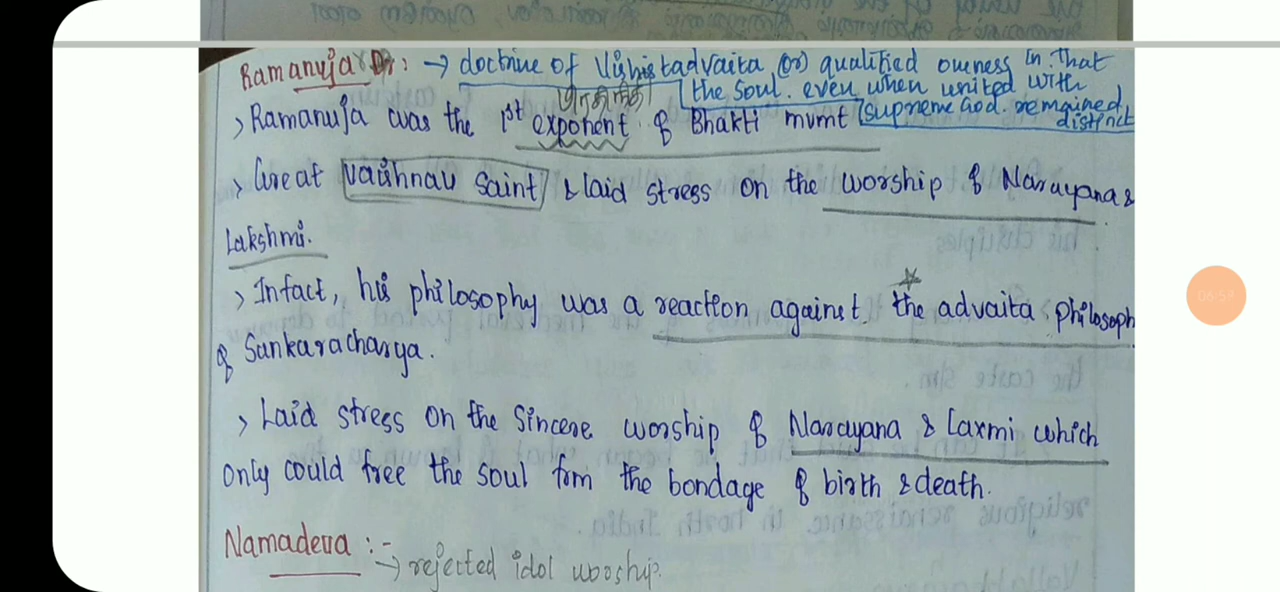 Ramanuja : → doctrine of Vishistadvaita (or) qualified oneness in that
the soul. even when united with
supreme God. remained distinct
> Ramanuja was the 1st exponent of Bhakti mvmt
> Great Vaishnav Saint & laid stress on the worship of Narayana &
Lakshmi.
> Infact, his philosophy was a reaction against the advaita philosoph
of Sankaracharya.
> Laid stress on the Sincere worship of Narayana & Laxmi which
only could free the soul from the bondage of birth & death.
Namadeva :- → rejected idol worship.
06:59